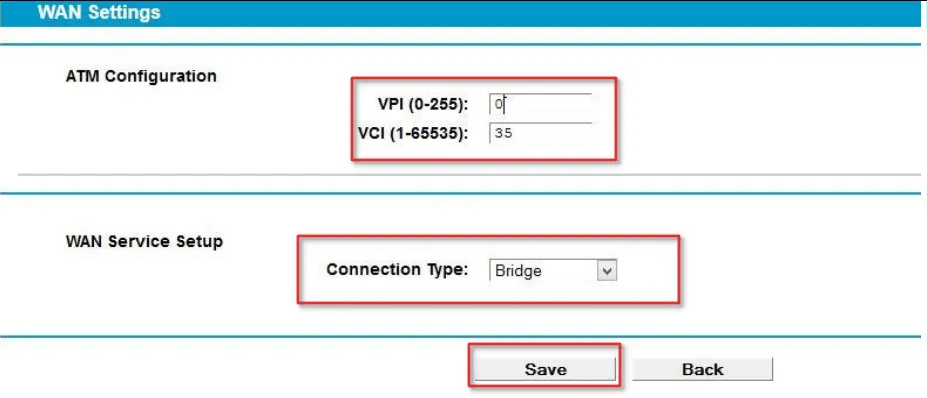 WAN Settings
ATM Configuration
VPI (0-255): 0
VCI (1-65535): 35
WAN Service Setup
Connection Type: Bridge
Save Back